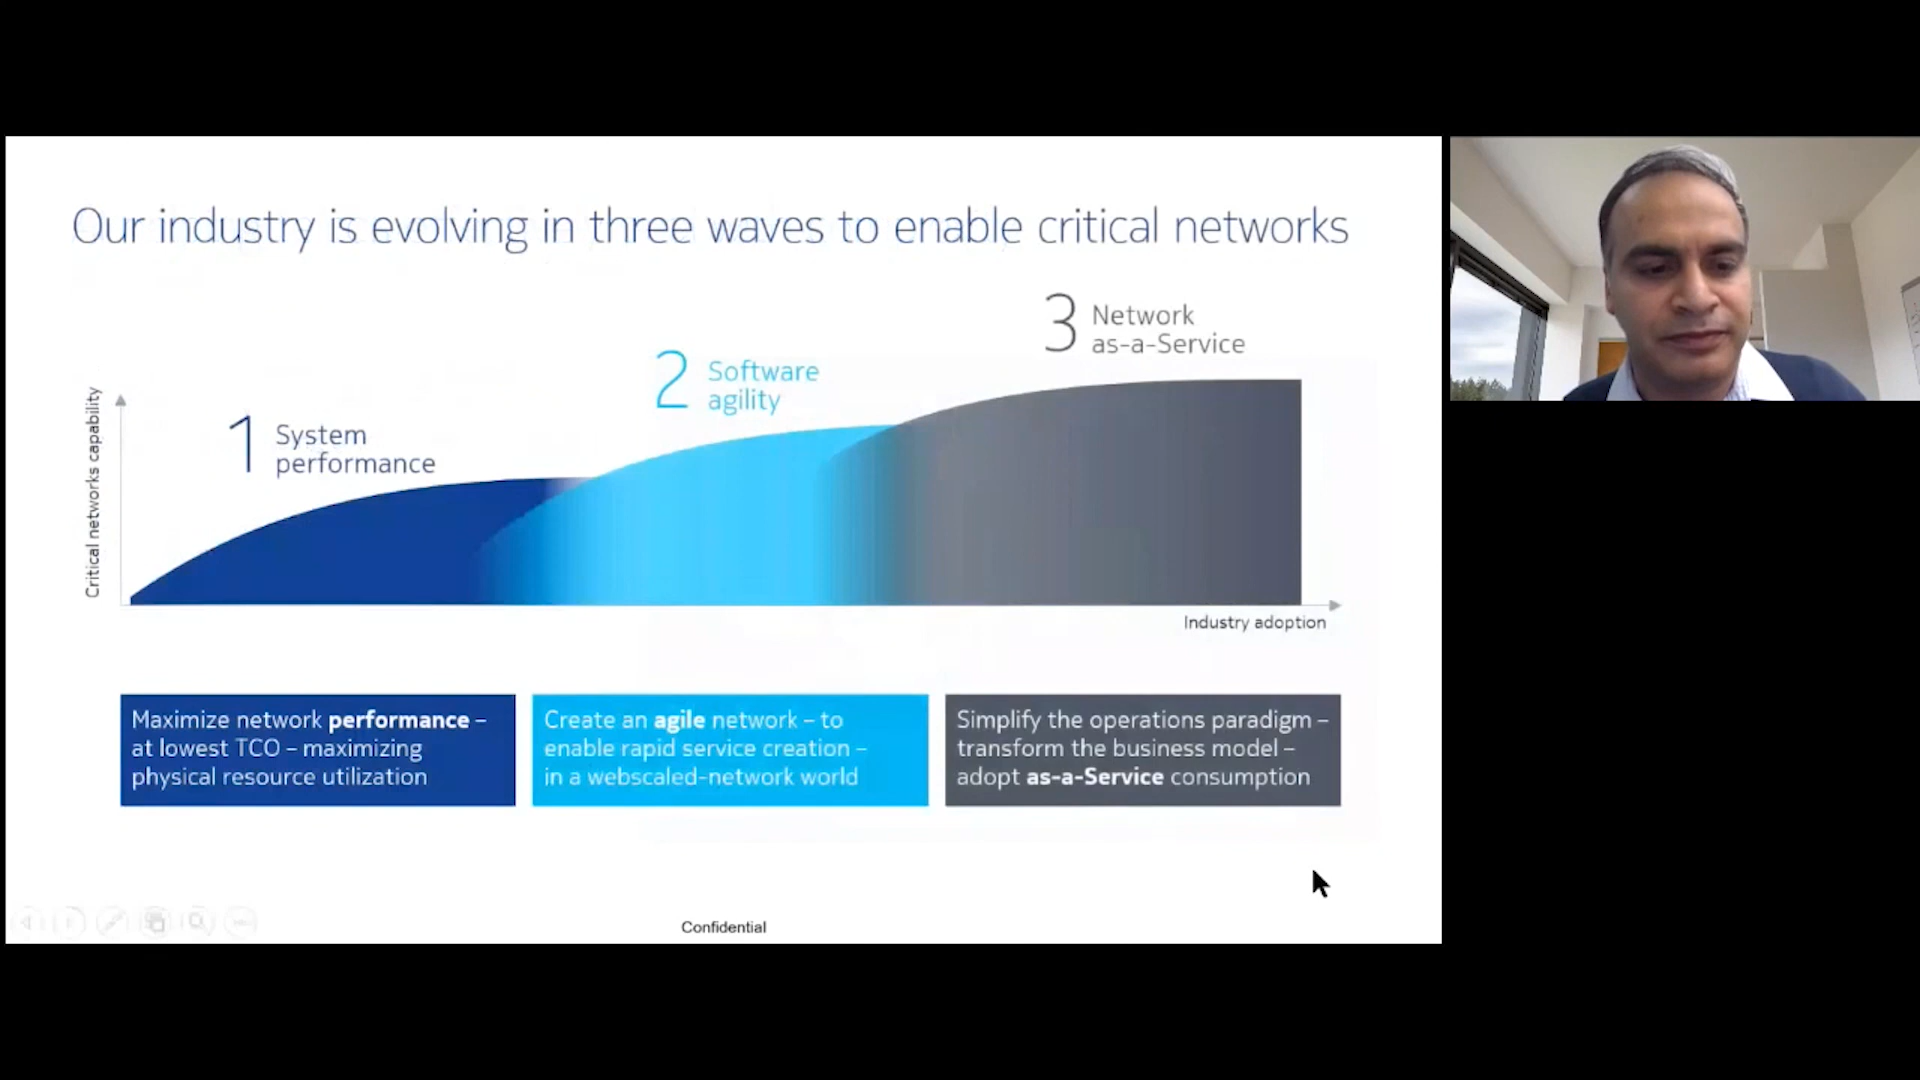 Our industry is evolving in three waves to enable critical networks
3 Network
as-a-Service
2 Software
agility
1 System
performance
Critical networks capability
Industry adoption
Maximize network performance –
at lowest TCO – maximizing
physical resource utilization
Create an agile network – to
enable rapid service creation –
in a webscaled-network world
Simplify the operations paradigm –
transform the business model –
adopt as-a-Service consumption
Confidential